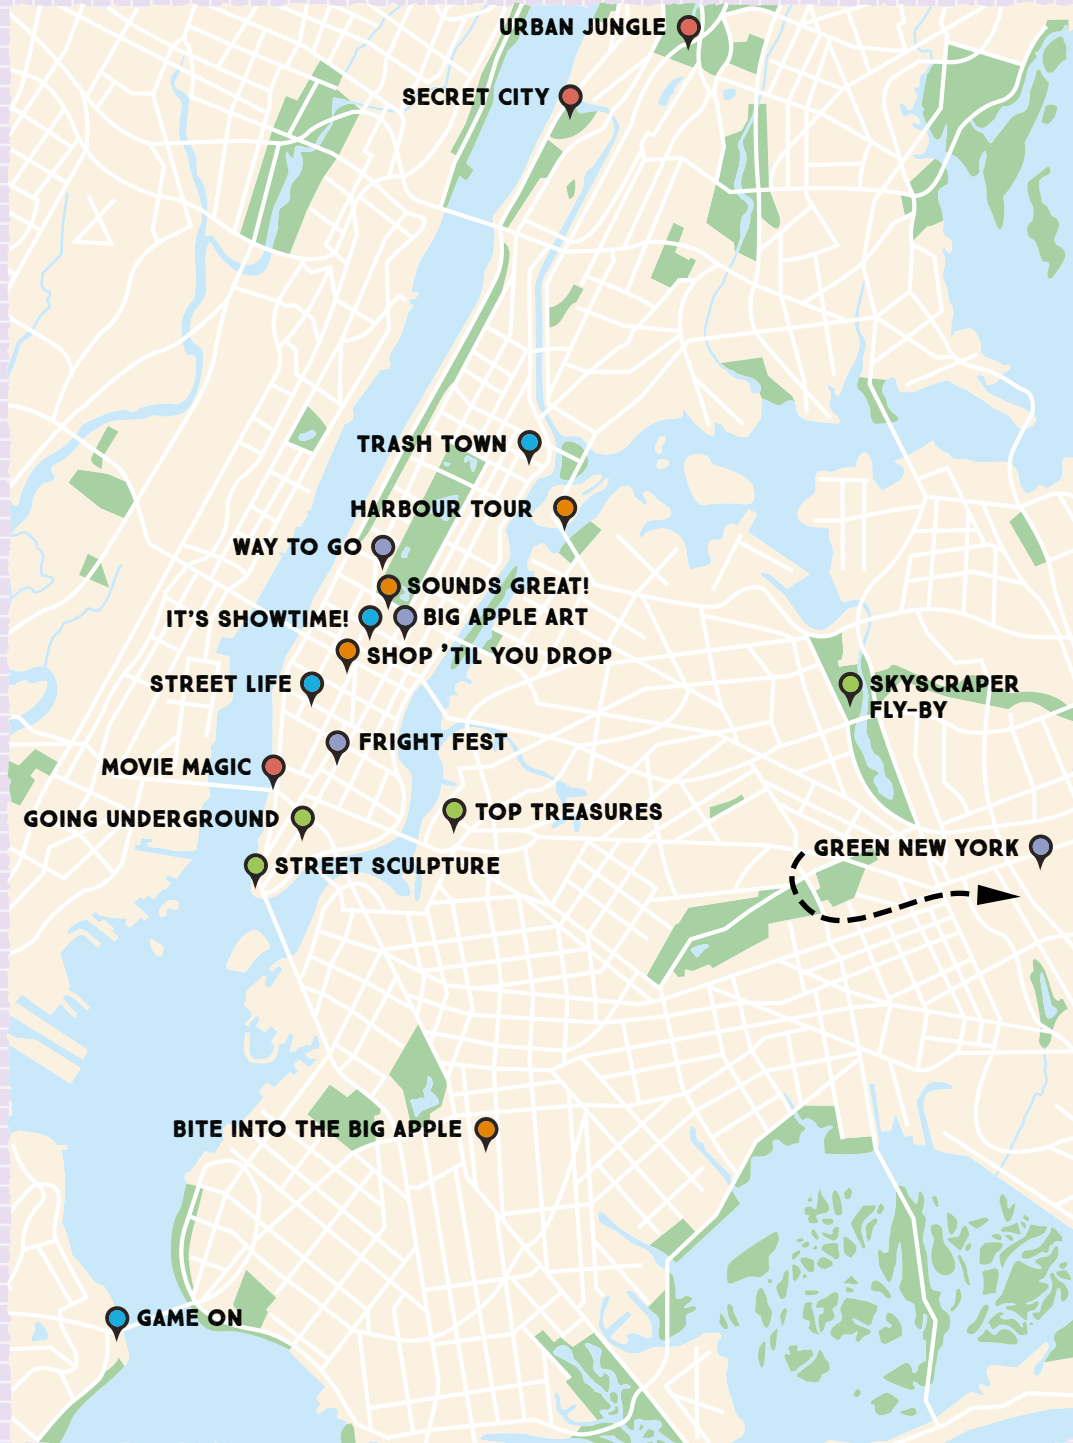 URBAN JUNGLE
SECRET CITY
TRASH TOWN
HARBOUR TOUR
WAY TO GO
SOUNDS GREAT!
IT'S SHOWTIME!
BIG APPLE ART
SHOP 'TIL YOU DROP
STREET LIFE
SKYSCRAPER
FLY-BY
FRIGHT FEST
MOVIE MAGIC
TOP TREASURES
GOING UNDERGROUND
GREEN NEW YORK
STREET SCULPTURE
BITE INTO THE BIG APPLE
GAME ON